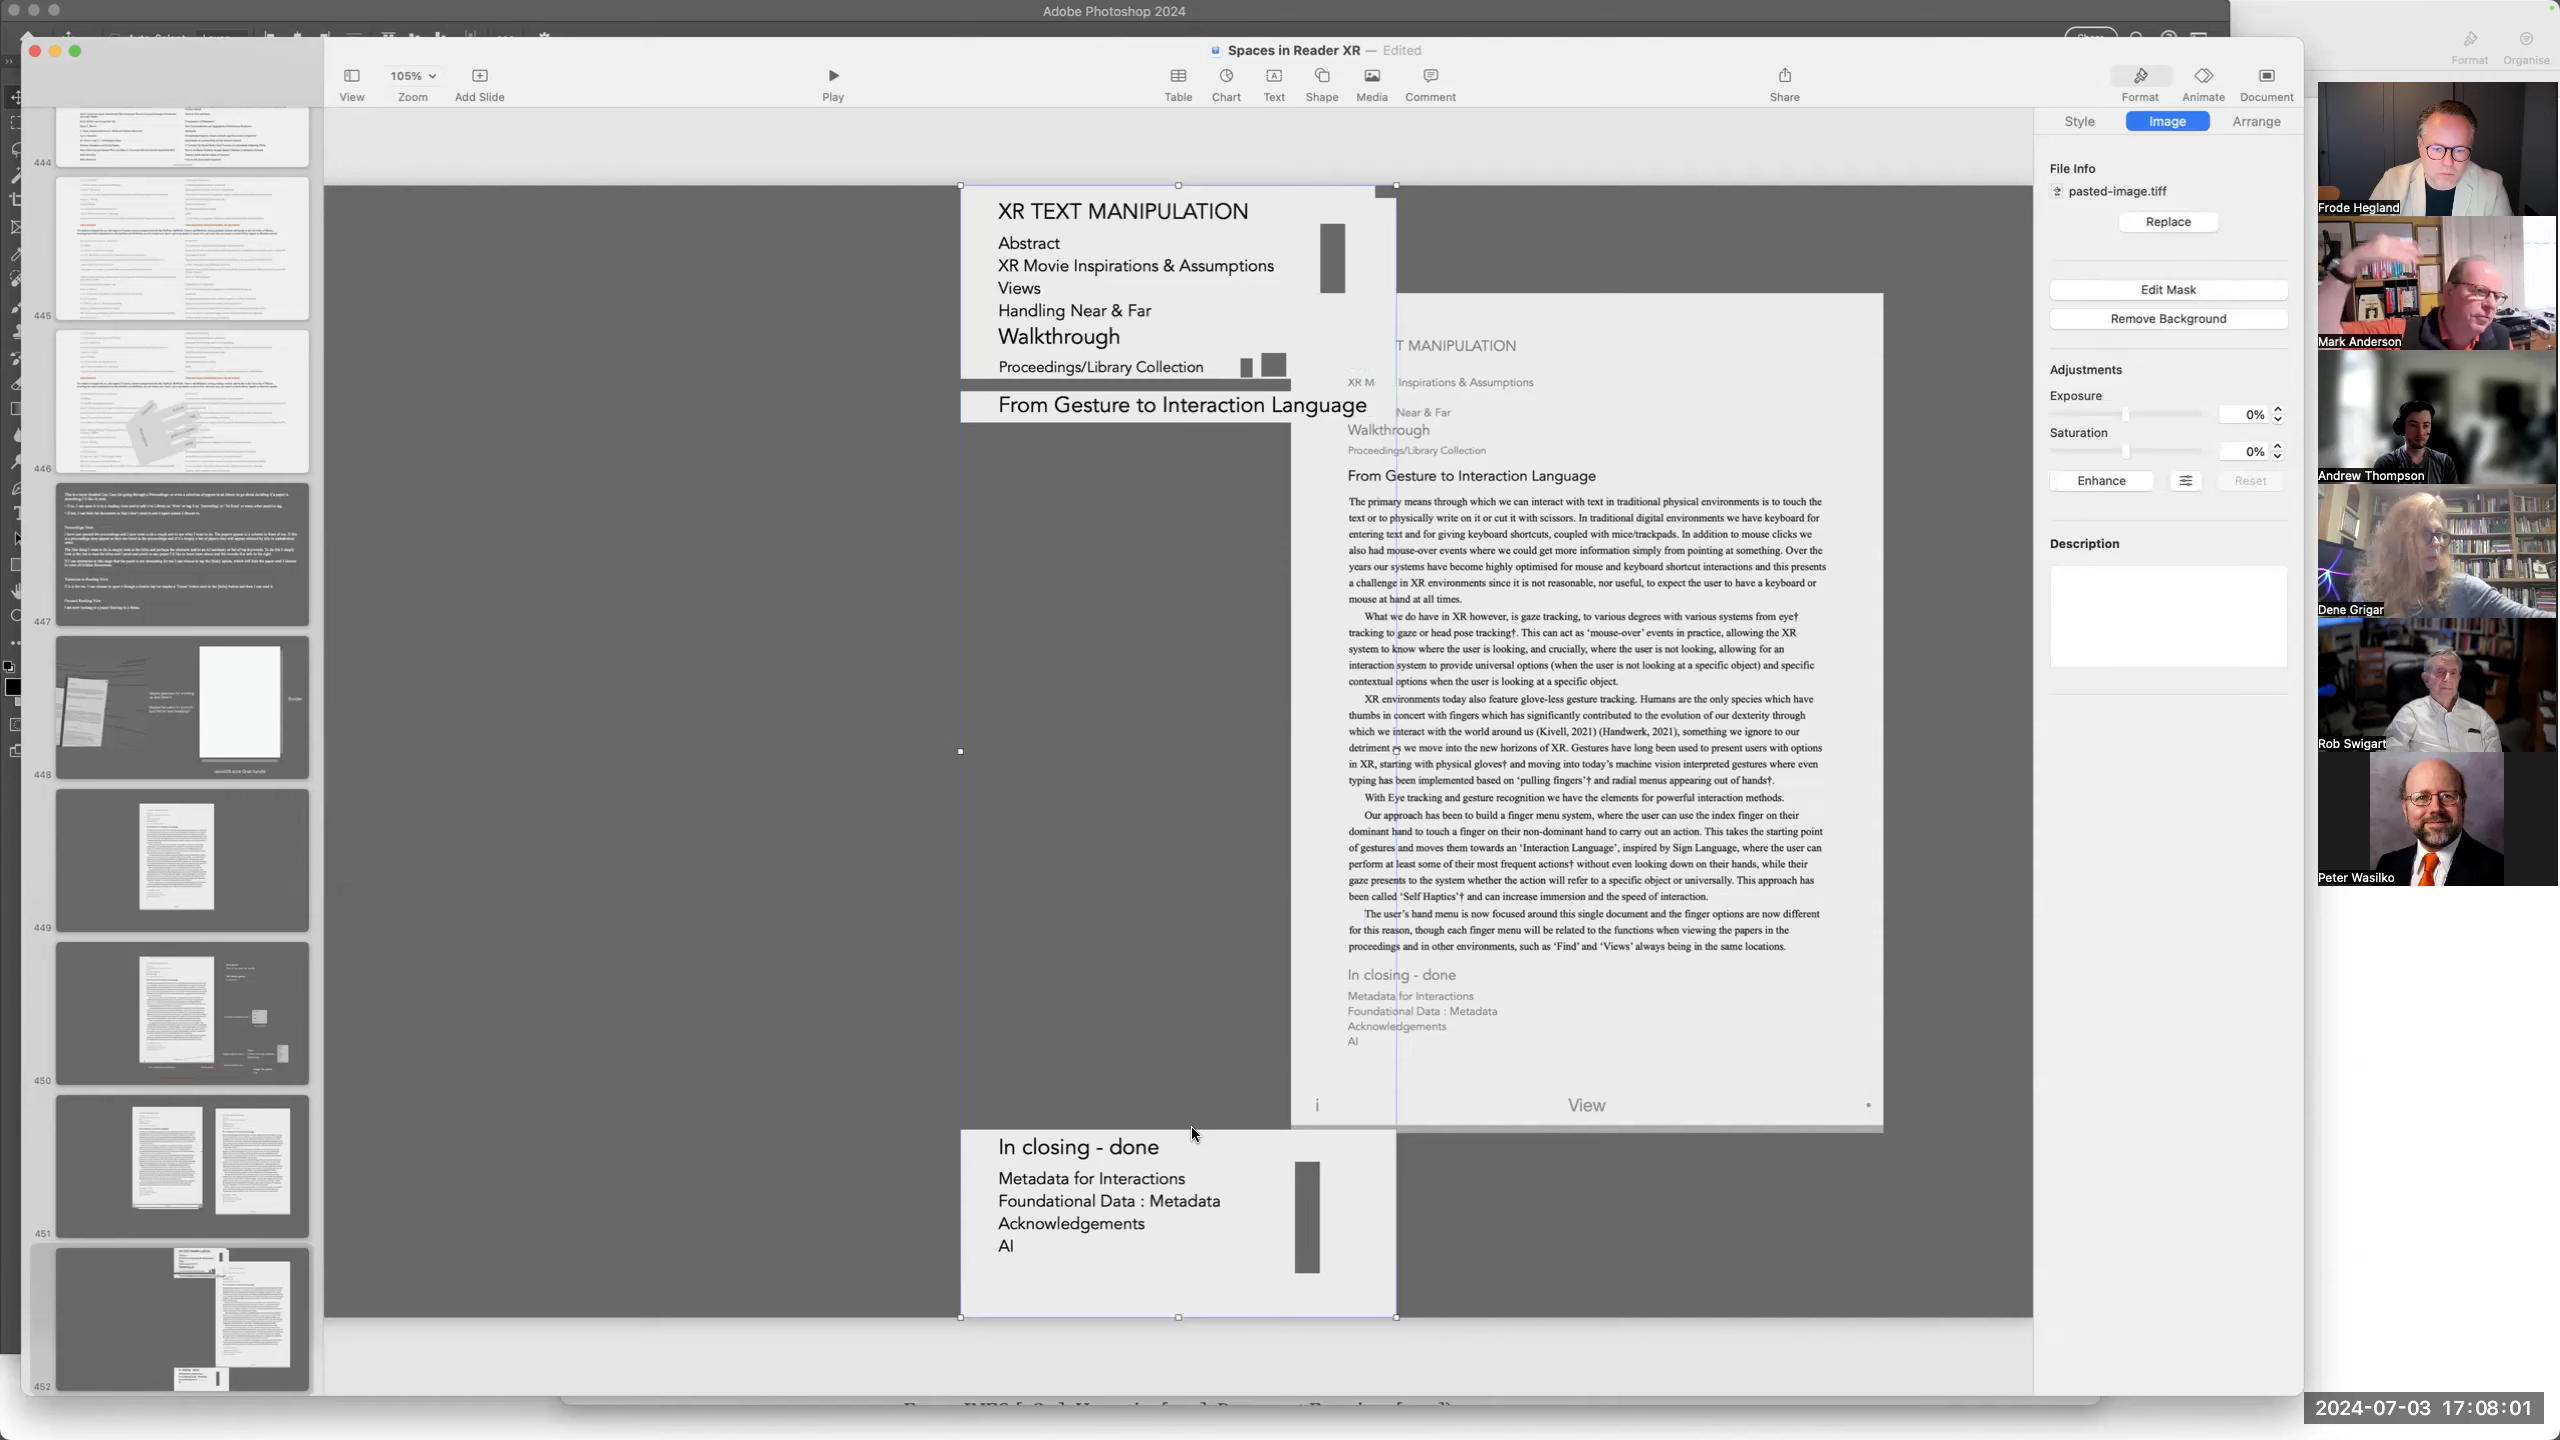 Adobe Photoshop 2024
Spaces in Reader XR — Edited
105%
View
Zoom
Add Slide
Play
Table
Chart
Text
Shape
Media
Comment
Share
Format
Animate
Document
Format
Organise
444
445
446
447
448
449
450
451
452
XR TEXT MANIPULATION
Abstract
XR Movie Inspirations & Assumptions
Views
Handling Near & Far
Walkthrough
Proceedings/Library Collection
From Gesture to Interaction Language
In closing - done
Metadata for Interactions
Foundational Data : Metadata
Acknowledgements
AI
T MANIPULATION
XR M Inspirations & Assumptions
Near & Far
Walkthrough
Proceedings/Library Collection
From Gesture to Interaction Language
The primary means through which we can interact with text in traditional physical environments is to touch the
text or to physically write on it or cut it with scissors. In traditional digital environments we have keyboard for
entering text and for giving keyboard shortcuts, coupled with mice/trackpads. In addition to mouse clicks we
also had mouse-over events where we could get more information simply from pointing at something. Over the
years our systems have become highly optimised for mouse and keyboard shortcut interactions and this presents
a challenge in XR environments since it is not reasonable, nor useful, to expect the user to have a keyboard or
mouse at hand at all times.
What we do have in XR however, is gaze tracking, to various degrees with various systems from eye†
tracking to gaze or head pose tracking†. This can act as ‘mouse-over’ events in practice, allowing the XR
system to know where the user is looking, and crucially, where the user is not looking, allowing for an
interaction system to provide universal options (when the user is not looking at a specific object) and specific
contextual options when the user is looking at a specific object.
XR environments today also feature glove-less gesture tracking. Humans are the only species which have
thumbs in concert with fingers which has significantly contributed to the evolution of our dexterity through
which we interact with the world around us (Kivell, 2021) (Handwerk, 2021), something we ignore to our
detriment as we move into the new horizons of XR. Gestures have long been used to present users with options
in XR, starting with physical gloves† and moving into today’s machine vision interpreted gestures where even
typing has been implemented based on ‘pulling fingers’† and radial menus appearing out of hands†.
With Eye tracking and gesture recognition we have the elements for powerful interaction methods.
Our approach has been to build a finger menu system, where the user can use the index finger on their
dominant hand to touch a finger on their non-dominant hand to carry out an action. This takes the starting point
of gestures and moves them towards an ‘Interaction Language’, inspired by Sign Language, where the user can
perform at least some of their most frequent actions† without even looking down on their hands, while their
gaze presents to the system whether the action will refer to a specific object or universally. This approach has
been called ‘Self Haptics’† and can increase immersion and the speed of interaction.
The user’s hand menu is now focused around this single document and the finger options are now different
for this reason, though each finger menu will be related to the functions when viewing the papers in the
proceedings and in other environments, such as ‘Find’ and ‘Views’ always being in the same locations.
In closing - done
Metadata for Interactions
Foundational Data : Metadata
Acknowledgements
AI
i View •
Style
Image
Arrange
File Info
pasted-image.tiff
Replace
Edit Mask
Remove Background
Adjustments
Exposure
0%
Saturation
0%
Enhance
Reset
Description
Frode Hegland
Mark Anderson
Andrew Thompson
Dene Grigar
Rob Swigart
Peter Wasilko
2024-07-03 17:08:01